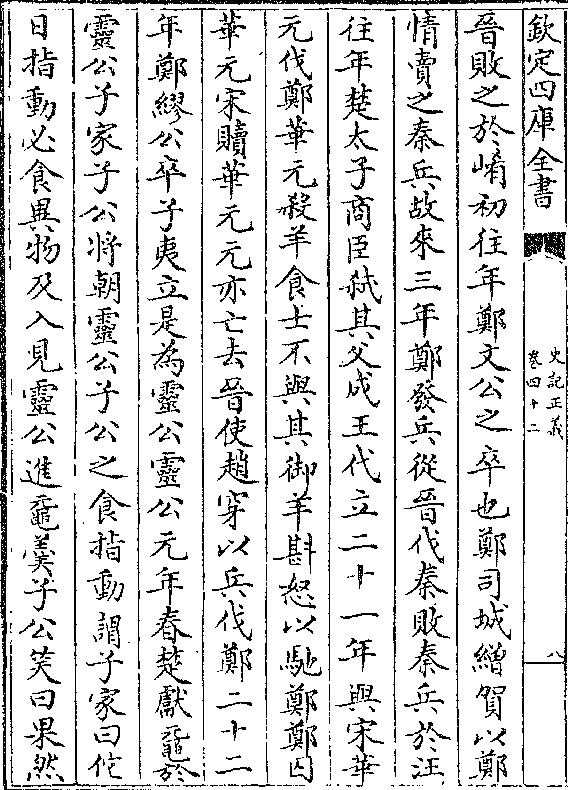 欽定四庫全書
史記正義
卷四十二
八
晉敗之於崤初往年鄭文公之卒也鄭司城繒賀以鄭
情賣之秦兵故來三年鄭發兵從晉伐秦敗秦兵於汪
往年楚太子商臣弑其父成王代立二十一年與宋華
元伐鄭華元殺羊食士不與其御羊斟怒以馳鄭鄭囚
華元宋贖華元元亦亡去晉使趙穿以兵伐鄭二十二
年鄭繆公卒子夷立是為靈公靈公元年春楚獻黿於
靈公子家子公將朝靈公子公之食指動謂子家曰佗
日指動必食異物及入見靈公進黿羹子公笑曰果然